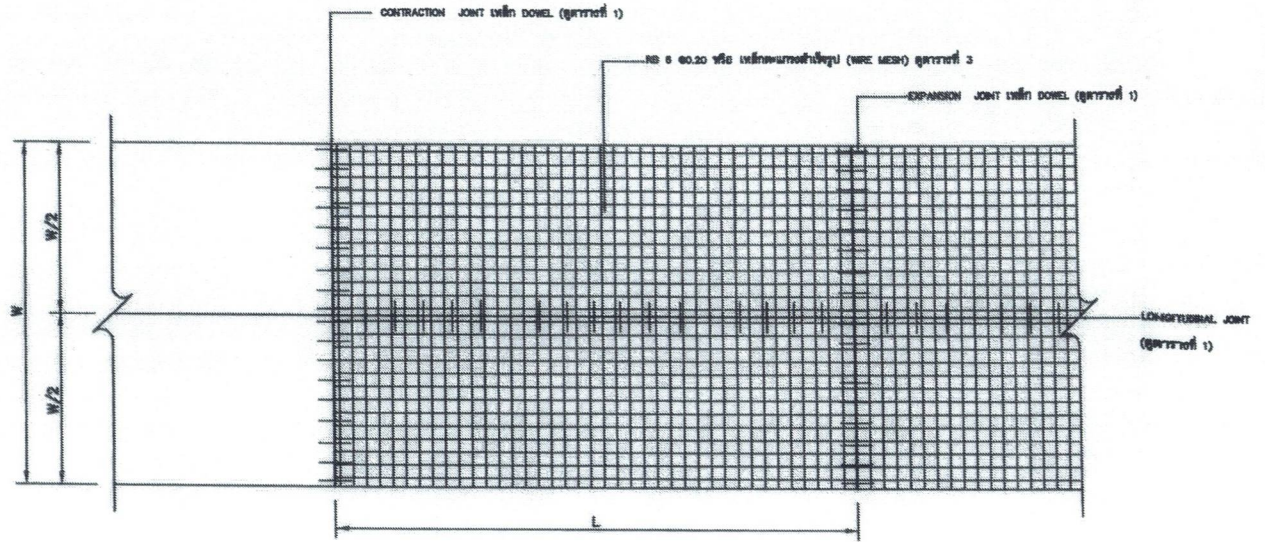 CONTRACTION JOINT เหล็ก DOWEL (ดูตารางที่ 1)
RB 6 @0.20 หรือ เหล็กตะแกรงสำเร็จรูป (WIRE MESH) ดูตารางที่ 3
EXPANSION JOINT เหล็ก DOWEL (ดูตารางที่ 1)
W/2
W
W/2
LONGITUDINAL JOINT
(ดูตารางที่ 1)
L